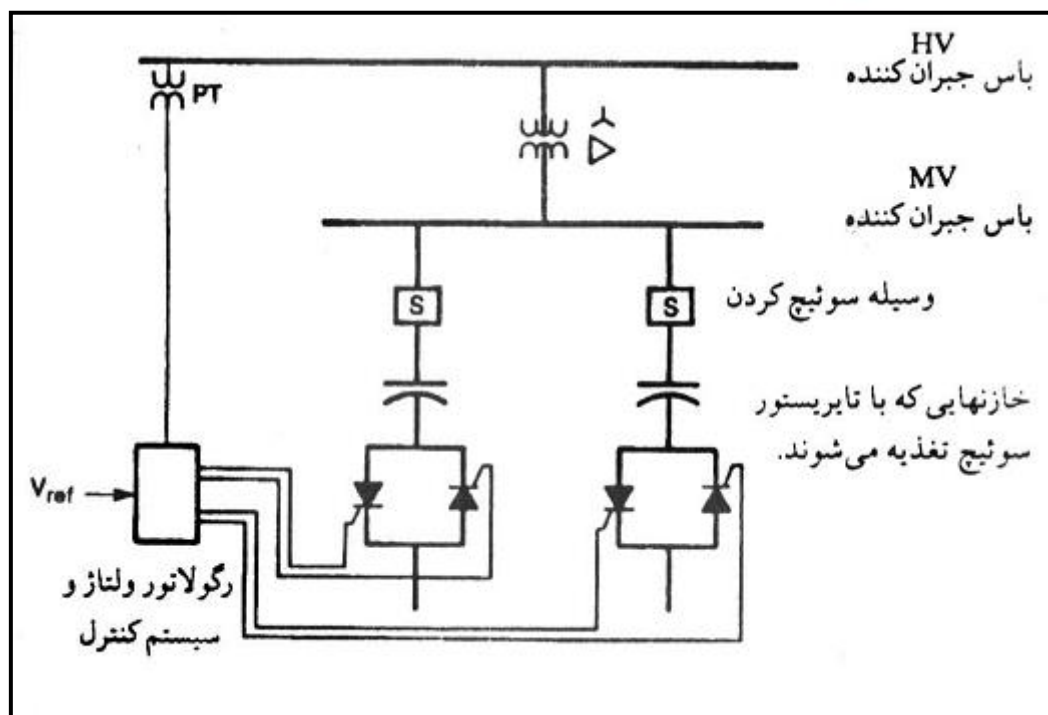 HV
باس جبران‌کننده
PT
MV
باس جبران‌کننده
وسیله سوئیچ کردن
S
S
خازنهایی که با تایریستور
سوئیچ تغذیه می‌شوند.
Vref
رگولاتور ولتاژ و
سیستم کنترل